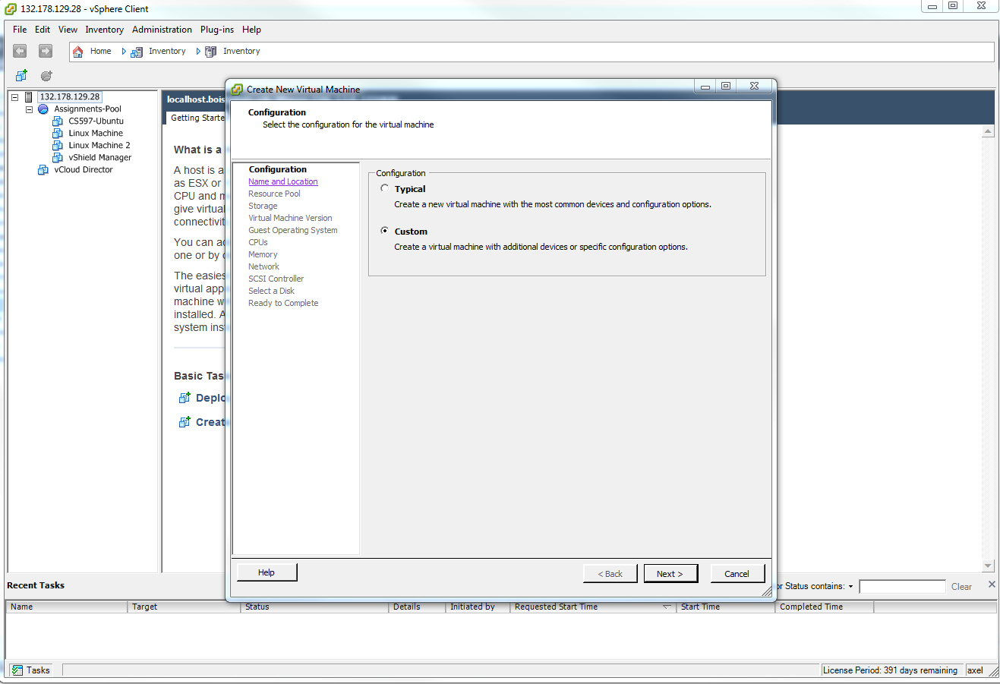 132.178.129.28 - vSphere Client
File Edit View Inventory Administration Plug-ins Help
Home Inventory Inventory
132.178.129.28
Assignments-Pool
CS597-Ubuntu
Linux Machine
Linux Machine 2
vShield Manager
vCloud Director
localhost.bois
Getting Starte
What is a
A host is a
as ESX or
CPU and m
give virtual
connectivit
You can ad
one or by
The easies
virtual app
machine w
installed. A
system inst
Basic Tas
Deplo
Creat
Create New Virtual Machine
Configuration
Select the configuration for the virtual machine
Configuration
Name and Location
Resource Pool
Storage
Virtual Machine Version
Guest Operating System
CPUs
Memory
Network
SCSI Controller
Select a Disk
Ready to Complete
Configuration
Typical
Create a new virtual machine with the most common devices and configuration options.
Custom
Create a virtual machine with additional devices or specific configuration options.
Help < Back Next > Cancel
Recent Tasks
or Status contains: Clear
Name Target Status Details Initiated by Requested Start Time Start Time Completed Time
Tasks
License Period: 391 days remaining axel